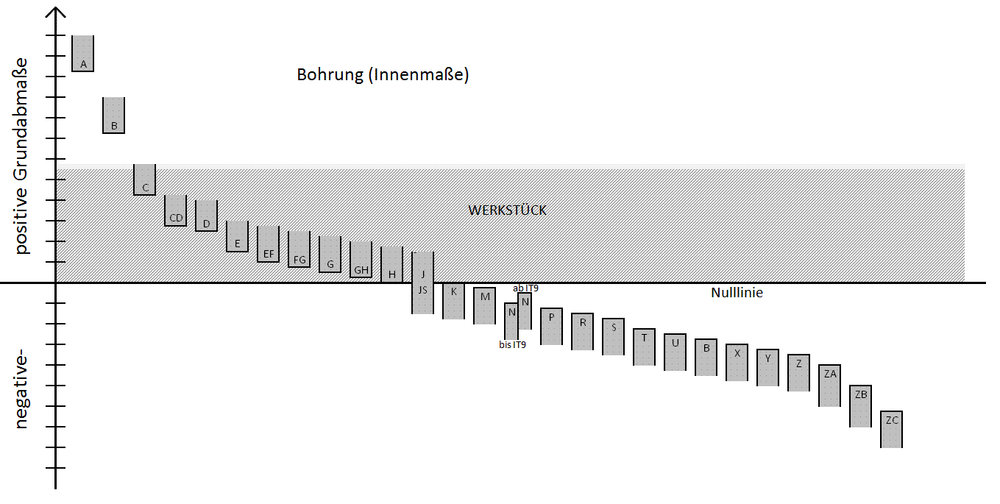 positive Grundabmaße
negative-
Bohrung (Innenmaße)
WERKSTÜCK
Nulllinie
A
B
C
CD
D
E
EF
FG
G
GH
H
J
JS
K
M
N
bis IT9
ab IT9
N
P
R
S
T
U
B
X
Y
Z
ZA
ZB
ZC